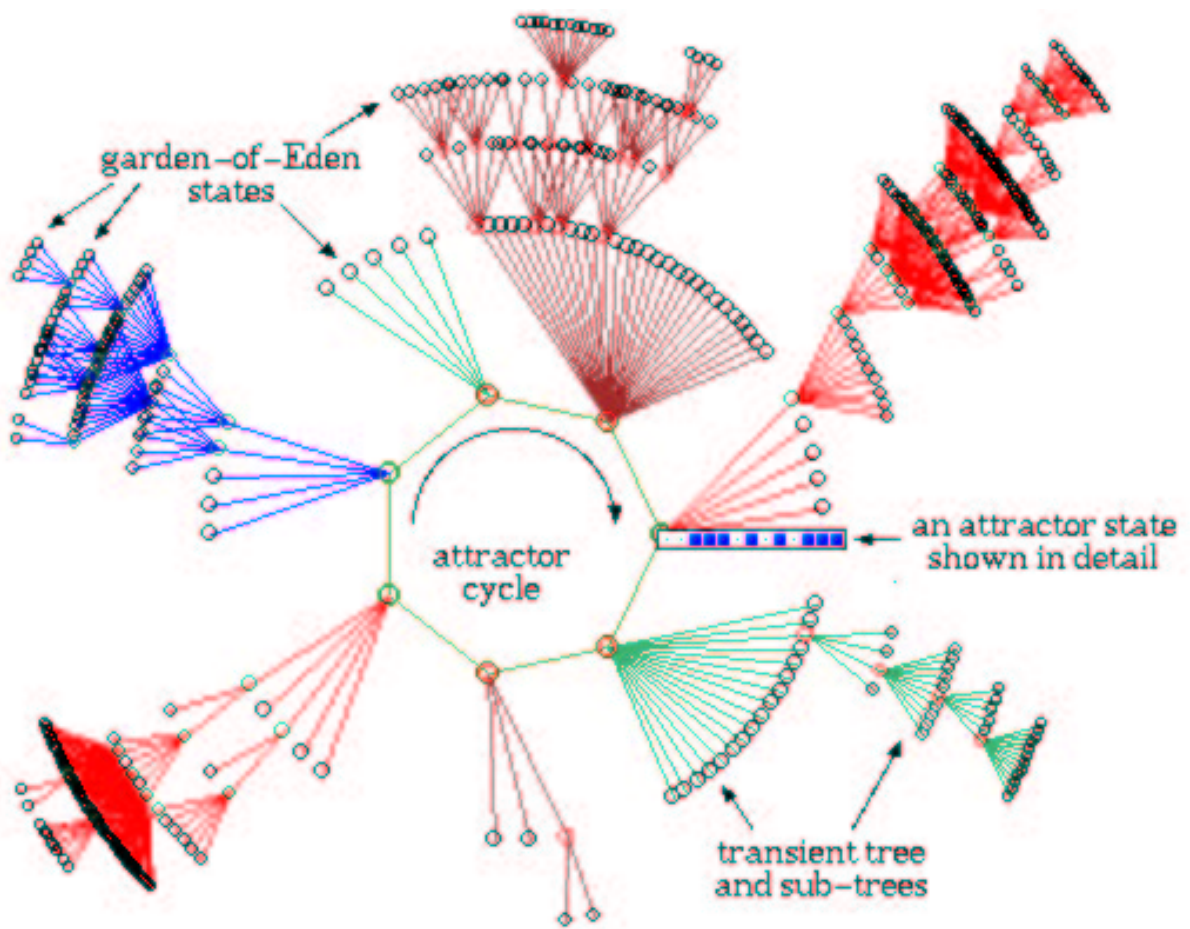 garden-of-Eden
states
attractor
cycle
an attractor state
shown in detail
transient tree
and sub-trees